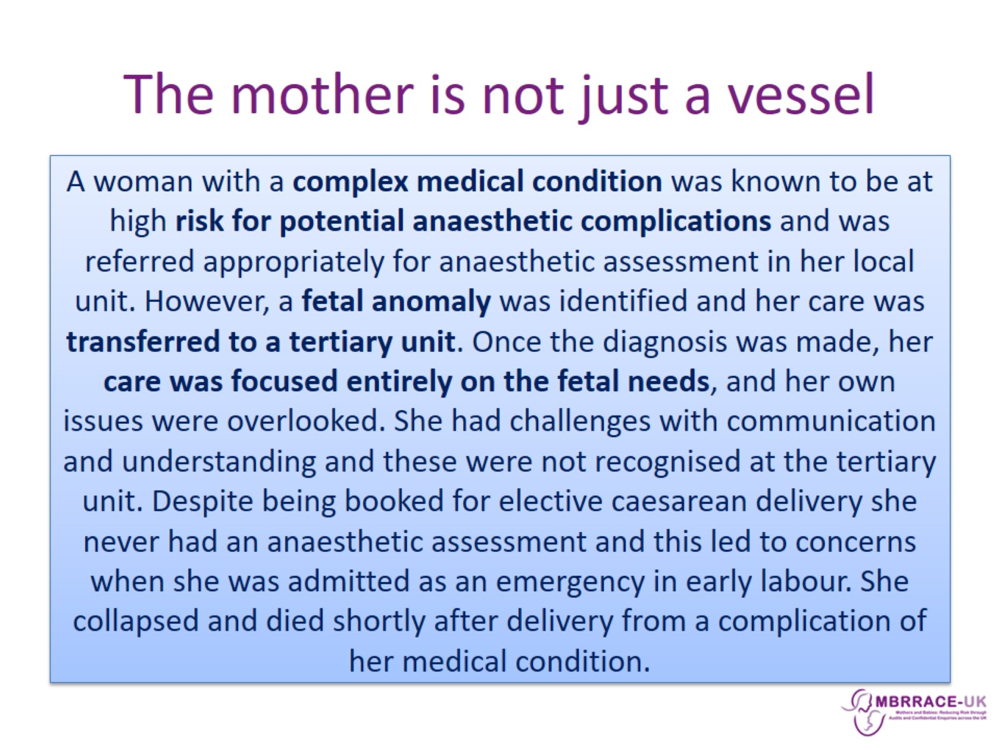 The mother is not just a vessel
A woman with a complex medical condition was known to be at
high risk for potential anaesthetic complications and was
referred appropriately for anaesthetic assessment in her local
unit. However, a fetal anomaly was identified and her care was
transferred to a tertiary unit. Once the diagnosis was made, her
care was focused entirely on the fetal needs, and her own
issues were overlooked. She had challenges with communication
and understanding and these were not recognised at the tertiary
unit. Despite being booked for elective caesarean delivery she
never had an anaesthetic assessment and this led to concerns
when she was admitted as an emergency in early labour. She
collapsed and died shortly after delivery from a complication of
her medical condition.
MBRRACE-UK
Mothers and Babies: Reducing Risk through
Audits and Confidential Enquiries across the UK